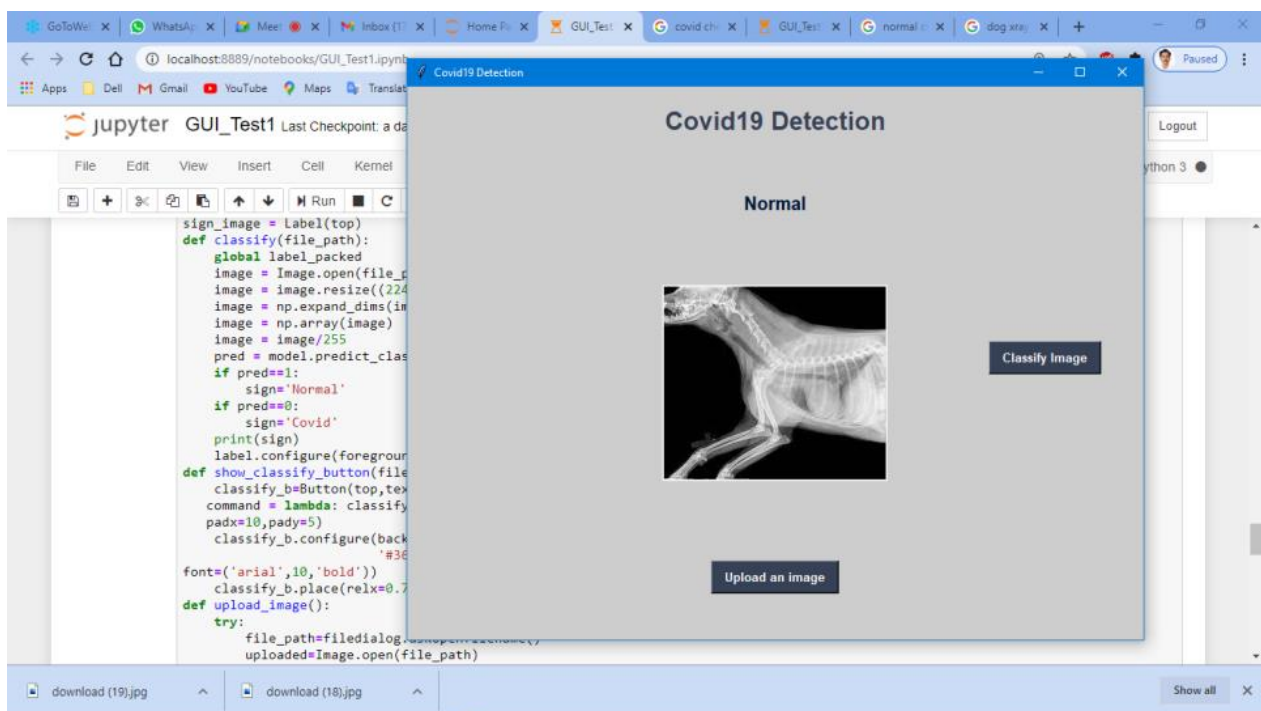 GoToWe
WhatsAp
Meet
Inbox (1
Home Pa
GUI_Test
covid che
GUI_Test
normal c
dog xray
localhost:8889/notebooks/GUI_Test1.ipynb
Paused
Apps
Dell
Gmail
YouTube
Maps
Translat
jupyter GUI_Test1 Last Checkpoint: a da
Logout
File Edit View Insert Cell Kernel
ython 3
Run
sign_image = Label(top)
def classify(file_path):
global label_packed
image = Image.open(file_p
image = image.resize((224
image = np.expand_dims(im
image = np.array(image)
image = image/255
pred = model.predict_clas
if pred==1:
sign='Normal'
if pred==0:
sign='Covid'
print(sign)
label.configure(foregroun
def show_classify_button(file
classify_b=Button(top,tex
command = lambda: classify
padx=10,pady=5)
classify_b.configure(back
'#36
font=('arial',10,'bold'))
classify_b.place(relx=0.7
def upload_image():
try:
file_path=filedialog.
uploaded=Image.open(file_path)
Covid19 Detection
Covid19 Detection
Normal
Classify Image
Upload an image
download (19).jpg
download (18).jpg
Show all